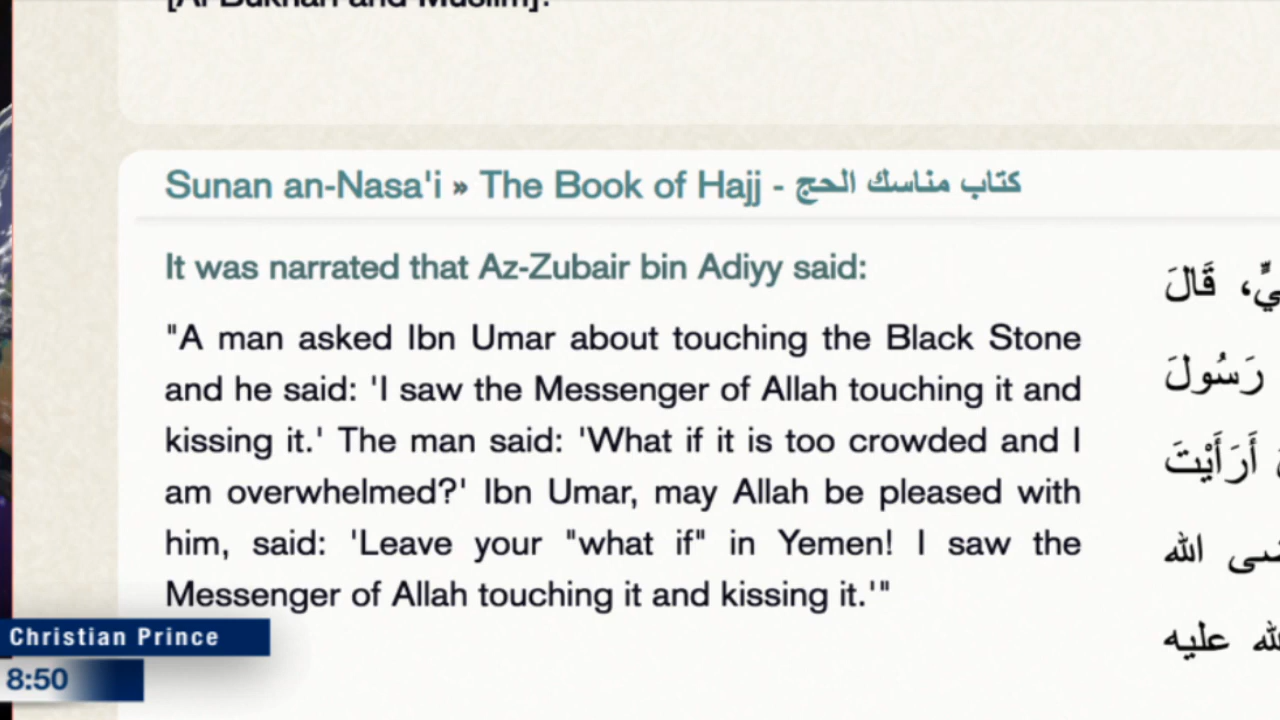 [Al-Bukhari and Muslim].
Sunan an-Nasa'i » The Book of Hajj - كتاب مناسك الحج
It was narrated that Az-Zubair bin Adiyy said:
"A man asked Ibn Umar about touching the Black Stone
and he said: 'I saw the Messenger of Allah touching it and
kissing it.' The man said: 'What if it is too crowded and I
am overwhelmed?' Ibn Umar, may Allah be pleased with
him, said: 'Leave your "what if" in Yemen! I saw the
Messenger of Allah touching it and kissing it.'"
قَالَ
رَسُولَ
أَرَأَيْتَ
الله
عليه
Christian Prince
8:50